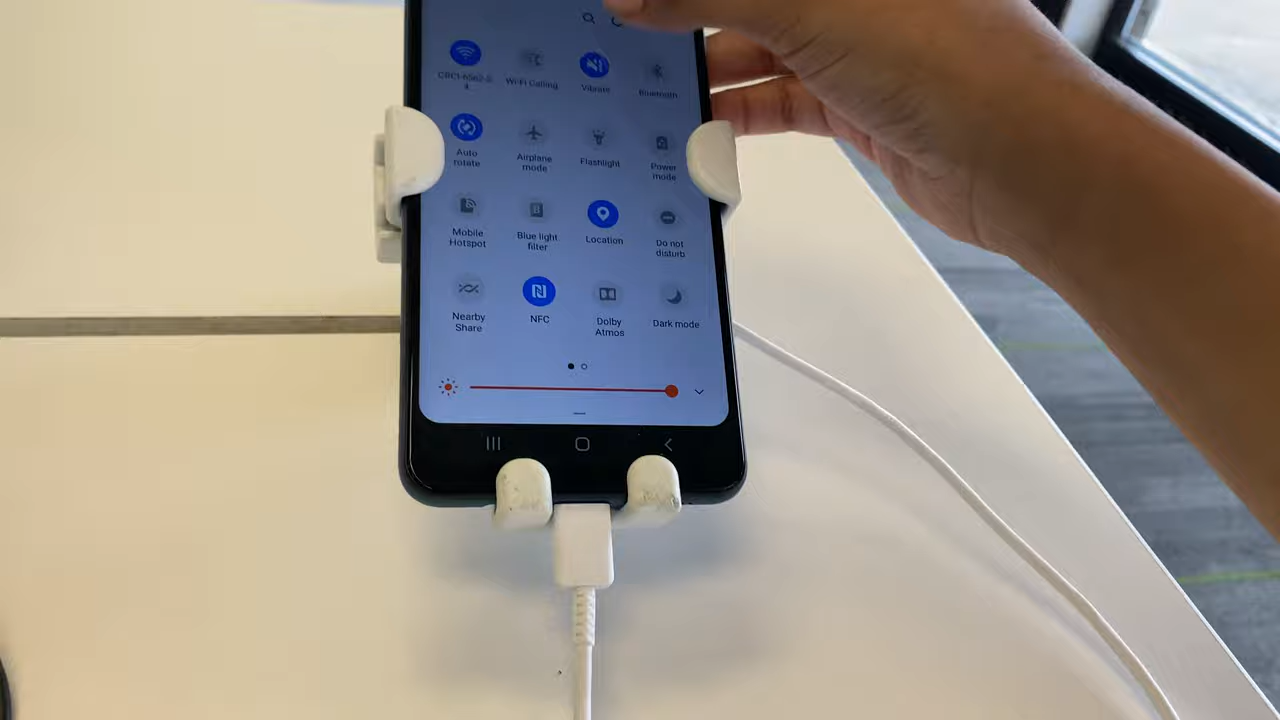 Wi-Fi Calling
Vibrate
Bluetooth
Auto
rotate
Airplane
mode
Flashlight
Power
mode
Mobile
Hotspot
Blue light
filter
Location
Do not
disturb
Nearby
Share
NFC
Dolby
Atmos
Dark mode